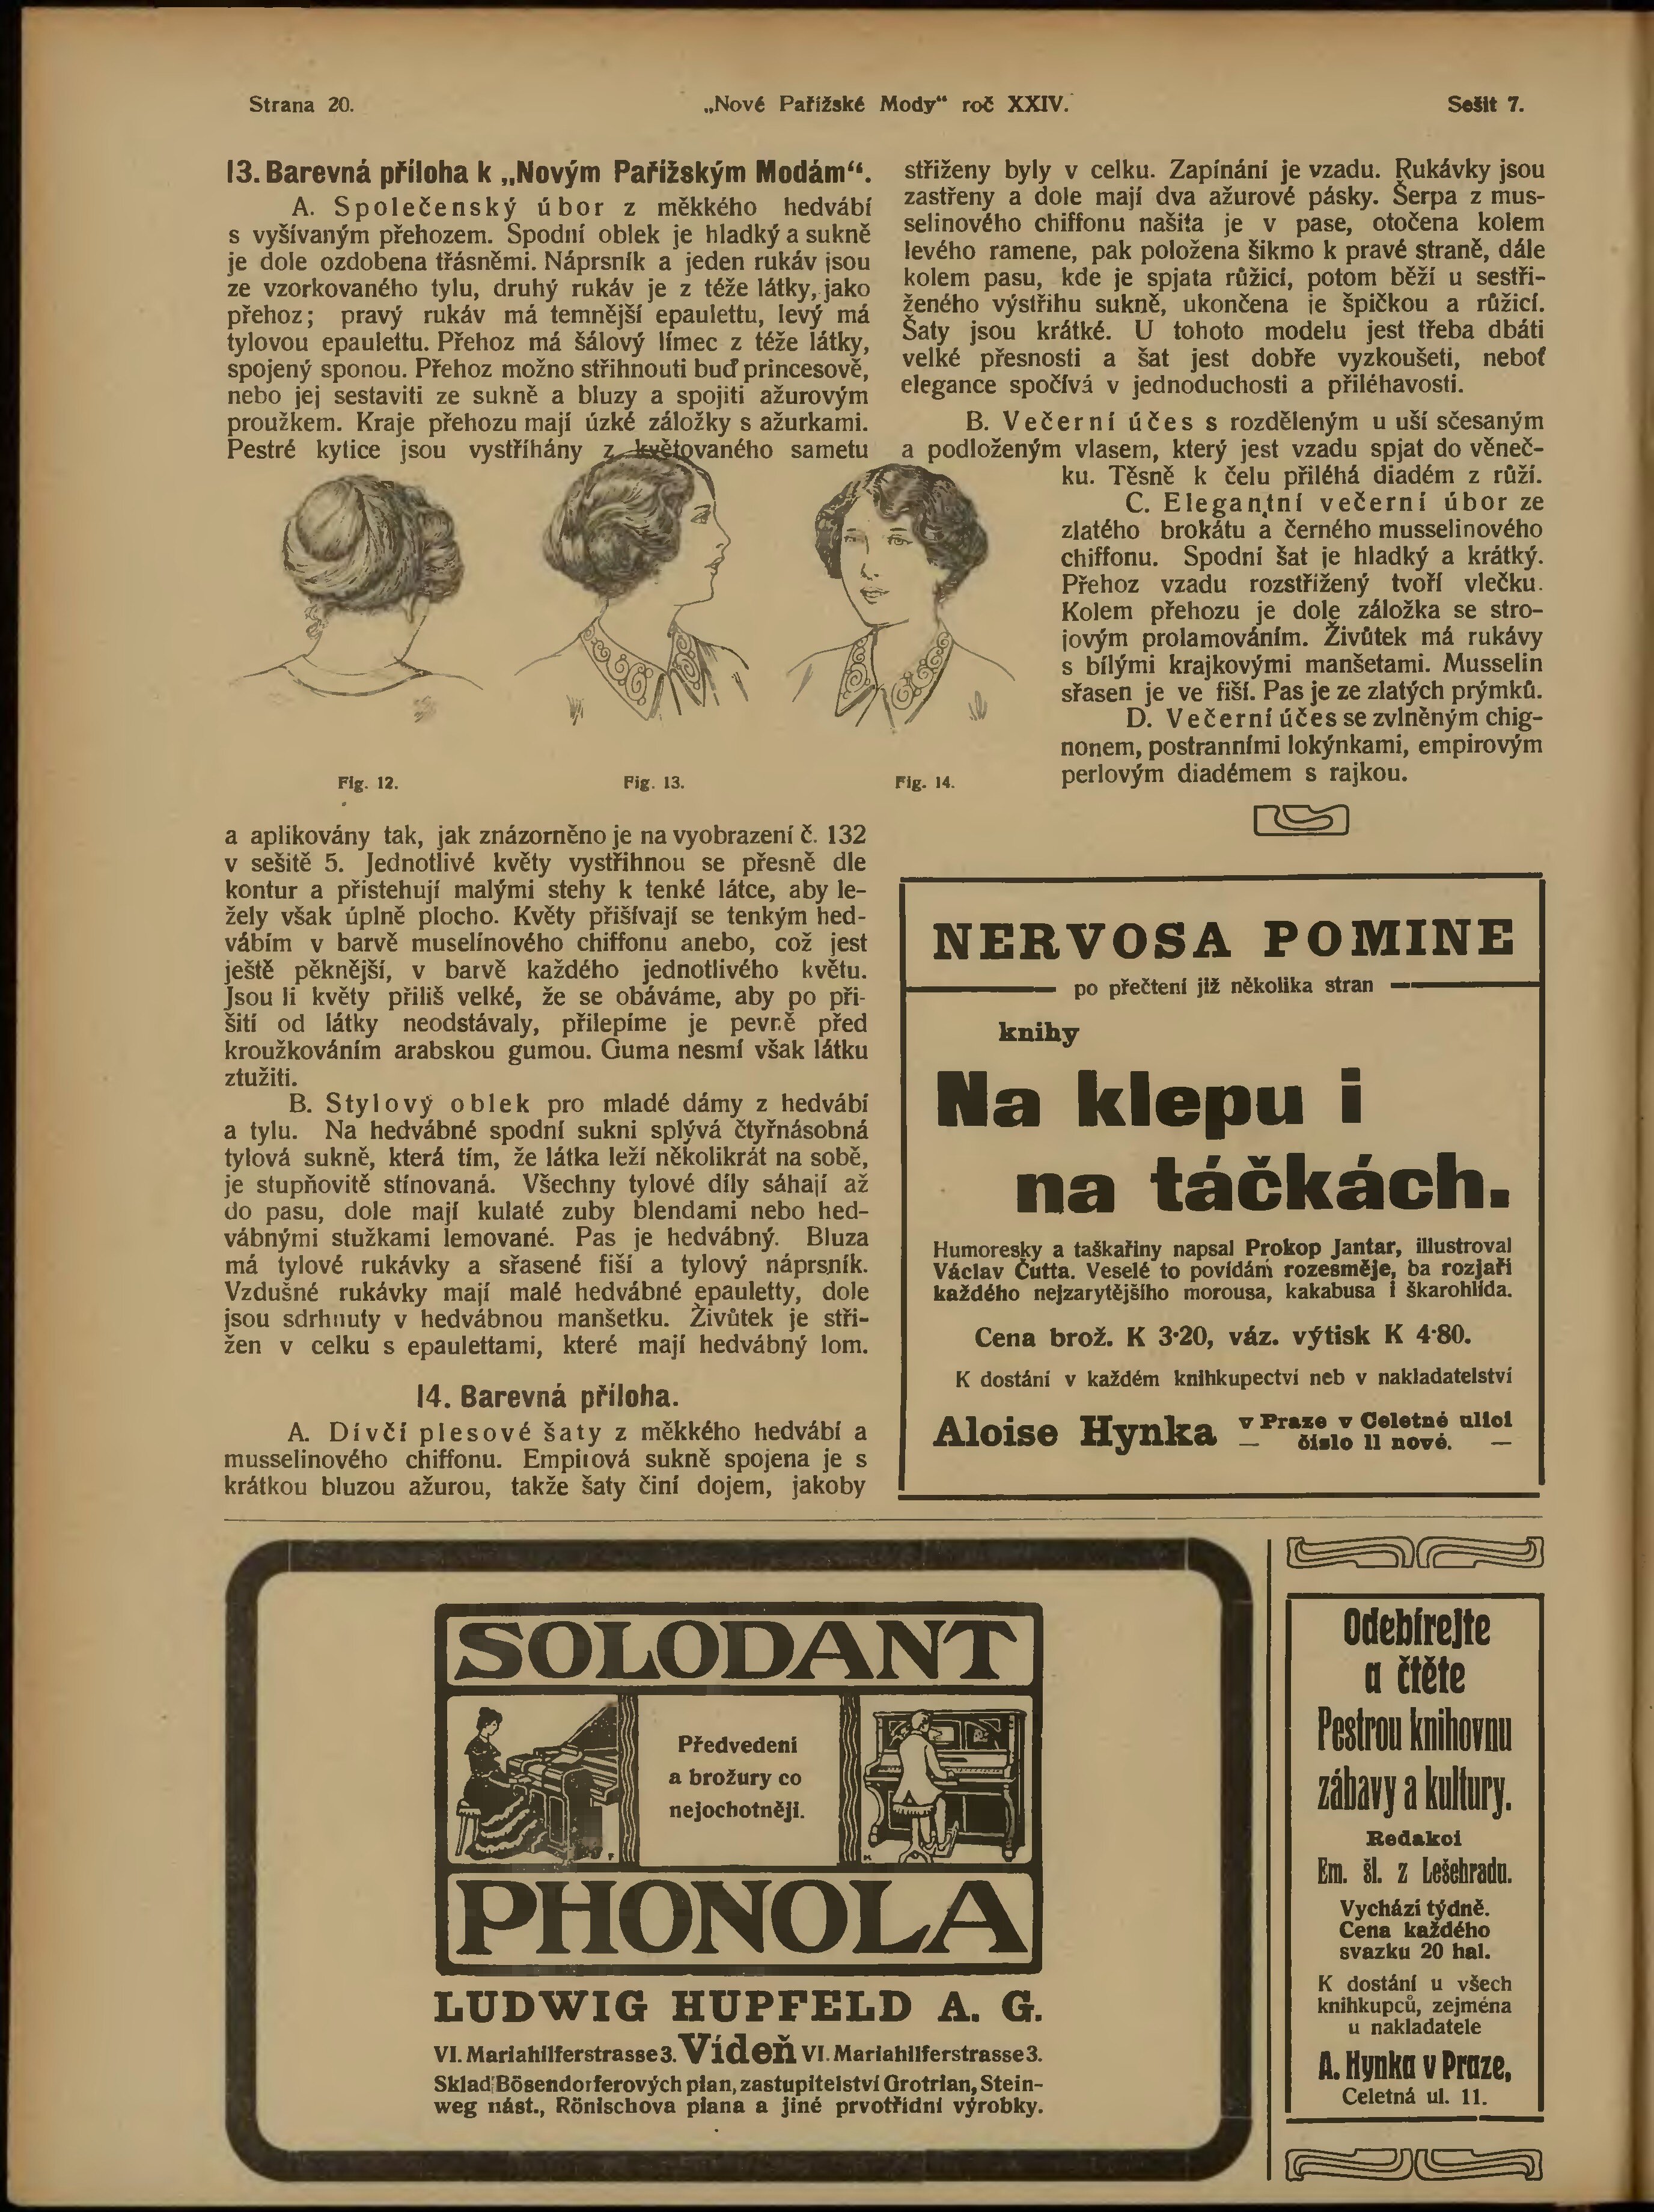 Strana 20.
„Nové Pařížské Mody“ roč XXIV.
Sešit 7.
13. Barevná příloha k „Novým Pařížským Modám“.
A. Společenský úbor z měkkého hedvábí
s vyšívaným přehozem. Spodní oblek je hladký a sukně
je dole ozdobena třásněmi. Náprsník a jeden rukáv jsou
ze vzorkovaného tylu, druhý rukáv je z téže látky, jako
přehoz; pravý rukáv má temnější epaulettu, levý má
tylovou epaulettu. Přehoz má šálový límec z téže látky,
spojený sponou. Přehoz možno střihnouti buď princesově,
nebo jej sestaviti ze sukně a bluzy a spojiti ažurovým
proužkem. Kraje přehozu mají úzké záložky s ažurkami.
Pestré kytice jsou vystříhány z květovaného sametu
Fig. 12.
Fig. 13.
Fig. 14.
a aplikovány tak, jak znázorněno je na vyobrazení č. 132
v sešitě 5. Jednotlivé květy vystřihnou se přesně dle
kontur a přistehují malými stehy k tenké látce, aby le-
žely však úplně plocho. Květy přišívají se tenkým hed-
vábím v barvě muselínového chiffonu anebo, což jest
ještě pěknější, v barvě každého jednotlivého květu.
Jsou li květy příliš velké, že se obáváme, aby po při-
šití od látky neodstávaly, přilepíme je pevně před
kroužkováním arabskou gumou. Guma nesmí však látku
ztužiti.
B. Stylový oblek pro mladé dámy z hedvábí
a tylu. Na hedvábné spodní sukni splývá čtyřnásobná
tylová sukně, která tím, že látka leží několikrát na sobě,
je stupňovitě stínovaná. Všechny tylové díly sáhají až
do pasu, dole mají kulaté zuby blendami nebo hed-
vábnými stužkami lemované. Pas je hedvábný. Bluza
má tylové rukávky a sřasené fiší a tylový náprsník.
Vzdušné rukávky mají malé hedvábné epauletty, dole
jsou sdrhnuty v hedvábnou manšetku. Živůtek je stři-
žen v celku s epaulettami, které mají hedvábný lom.
14. Barevná příloha.
A. Dívčí plesové šaty z měkkého hedvábí a
musselinového chiffonu. Empirová sukně spojena je s
krátkou bluzou ažurou, takže šaty činí dojem, jakoby
střiženy byly v celku. Zapínání je vzadu. Rukávky jsou
zastřeny a dole mají dva ažurové pásky. Šerpa z mus-
selinového chiffonu našita je v pase, otočena kolem
levého ramene, pak položena šikmo k pravé straně, dále
kolem pasu, kde je spjata růžicí, potom běží u sestři-
ženého výstřihu sukně, ukončena je špičkou a růžicí.
Šaty jsou krátké. U tohoto modelu jest třeba dbáti
velké přesnosti a šat jest dobře vyzkoušeti, neboť
elegance spočívá v jednoduchosti a přiléhavosti.
B. Večerní účes s rozděleným u uší sčesaným
a podloženým vlasem, který jest vzadu spjat do věneč-
ku. Těsně k čelu přiléhá diadém z růží.
C. Elegantní večerní úbor ze
zlatého brokátu a černého musselinového
chiffonu. Spodní šat je hladký a krátký.
Přehoz vzadu rozstřižený tvoří vlečku.
Kolem přehozu je dole záložka se stro-
jovým prolamováním. Živůtek má rukávy
s bílými krajkovými manšetami. Musselin
sřasen je ve fiší. Pas je ze zlatých prýmků.
D. Večerní účes se zvlněným chig-
nonem, postranními lokýnkami, empirovým
perlovým diadémem s rajkou.
NERVOSA POMINE
po přečtení již několika stran
knihy
Na klepu i
na táčkách.
Humoresky a taškařiny napsal Prokop Jantar, illustroval
Václav Čutta. Veselé to povídání rozesměje, ba rozjaří
každého nejzarytějšího morousa, kakabusa i škarohlída.
Cena brož. K 3·20, váz. výtisk K 4·80.
K dostání v každém knihkupectví neb v nakladatelství
Aloise Hynka v Praze v Celetné ulici
číslo 11 nové.
SOLODANT
Předvedení
a brožury co
nejochotněji.
PHONOLA
LUDWIG HUPFELD A. G.
VI. Mariahilferstrasse 3. Vídeň VI. Mariahilferstrasse 3.
Sklad Bösendorferových pian, zastupitelství Grotrian, Stein-
weg nást., Rönischova piana a jiné prvotřídní výrobky.
Odebírejte
a čtěte
Pestrou knihovnu
zábavy a kultury.
Redakcí
Em. šl. z Lešehradu.
Vychází týdně.
Cena každého
svazku 20 hal.
K dostání u všech
knihkupců, zejména
u nakladatele
A. Hynka v Praze,
Celetná ul. 11.